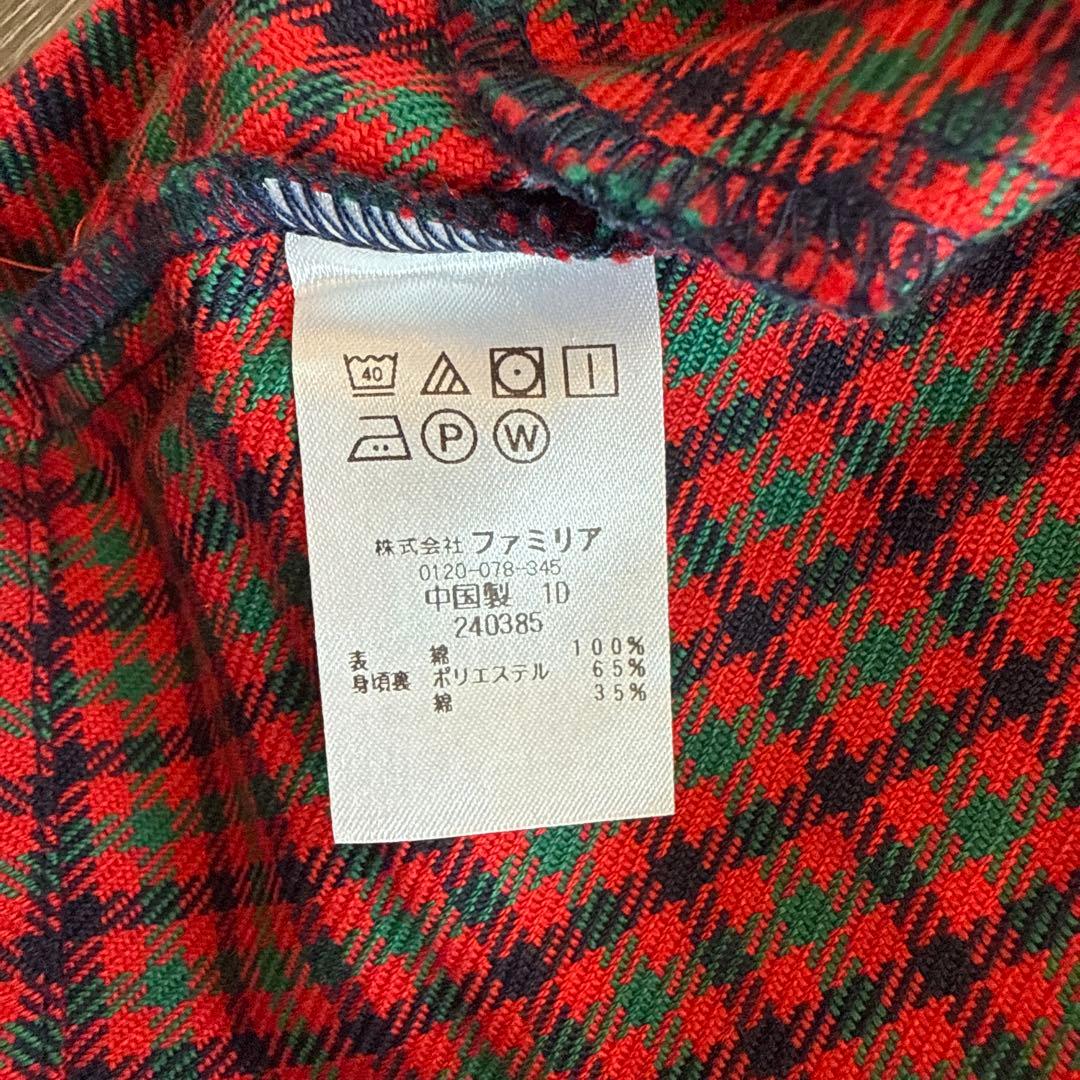 40
P W
株式会社 ファミリア
0120-078-345
中国製 1D
240385
表 綿 100%
身頃裏 ポリエステル 65%
綿 35%